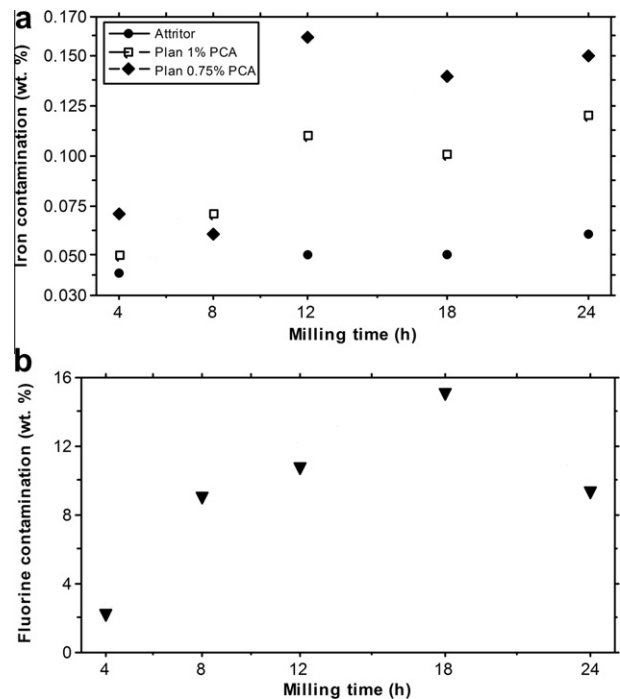 a
0.170
0.150
0.125
0.100
0.075
0.050
0.030
Iron contamination (wt. %)
Attritor
Plan 1% PCA
Plan 0.75% PCA
4 8 12 18 24
Milling time (h)
b
16
12
8
4
0
Fluorine contamination (wt. %)
4 8 12 18 24
Milling time (h)